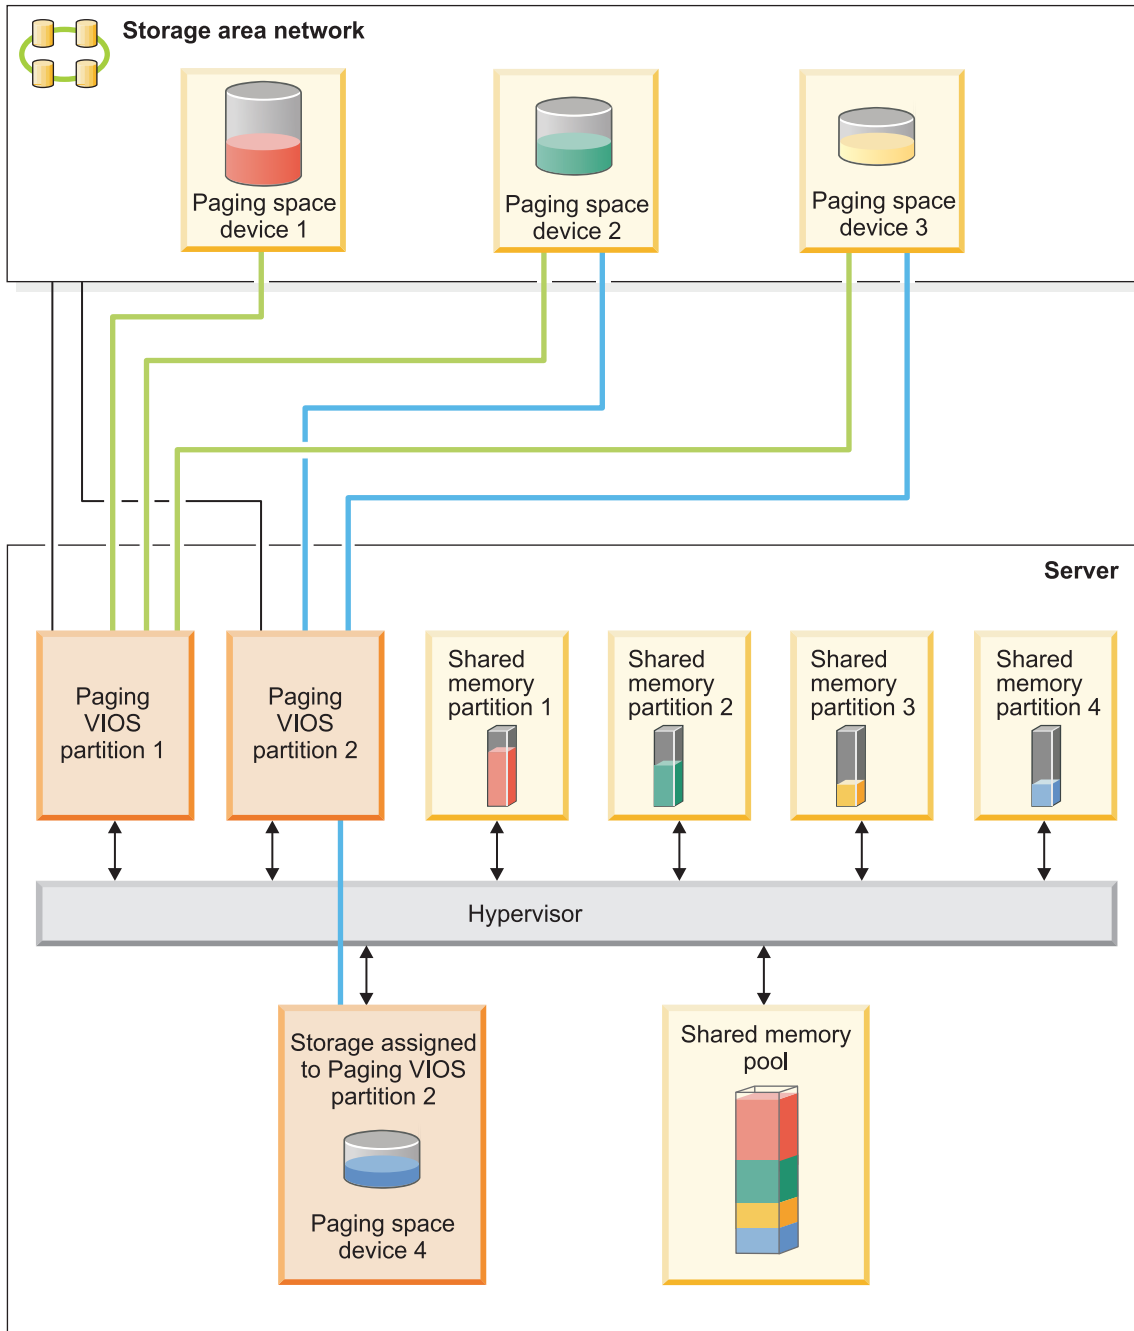 Storage area network
Paging space
device 1
Paging space
device 2
Paging space
device 3
Server
Paging
VIOS
partition 1
Paging
VIOS
partition 2
Shared
memory
partition 1
Shared
memory
partition 2
Shared
memory
partition 3
Shared
memory
partition 4
Hypervisor
Storage assigned
to Paging VIOS
partition 2
Paging space
device 4
Shared memory
pool